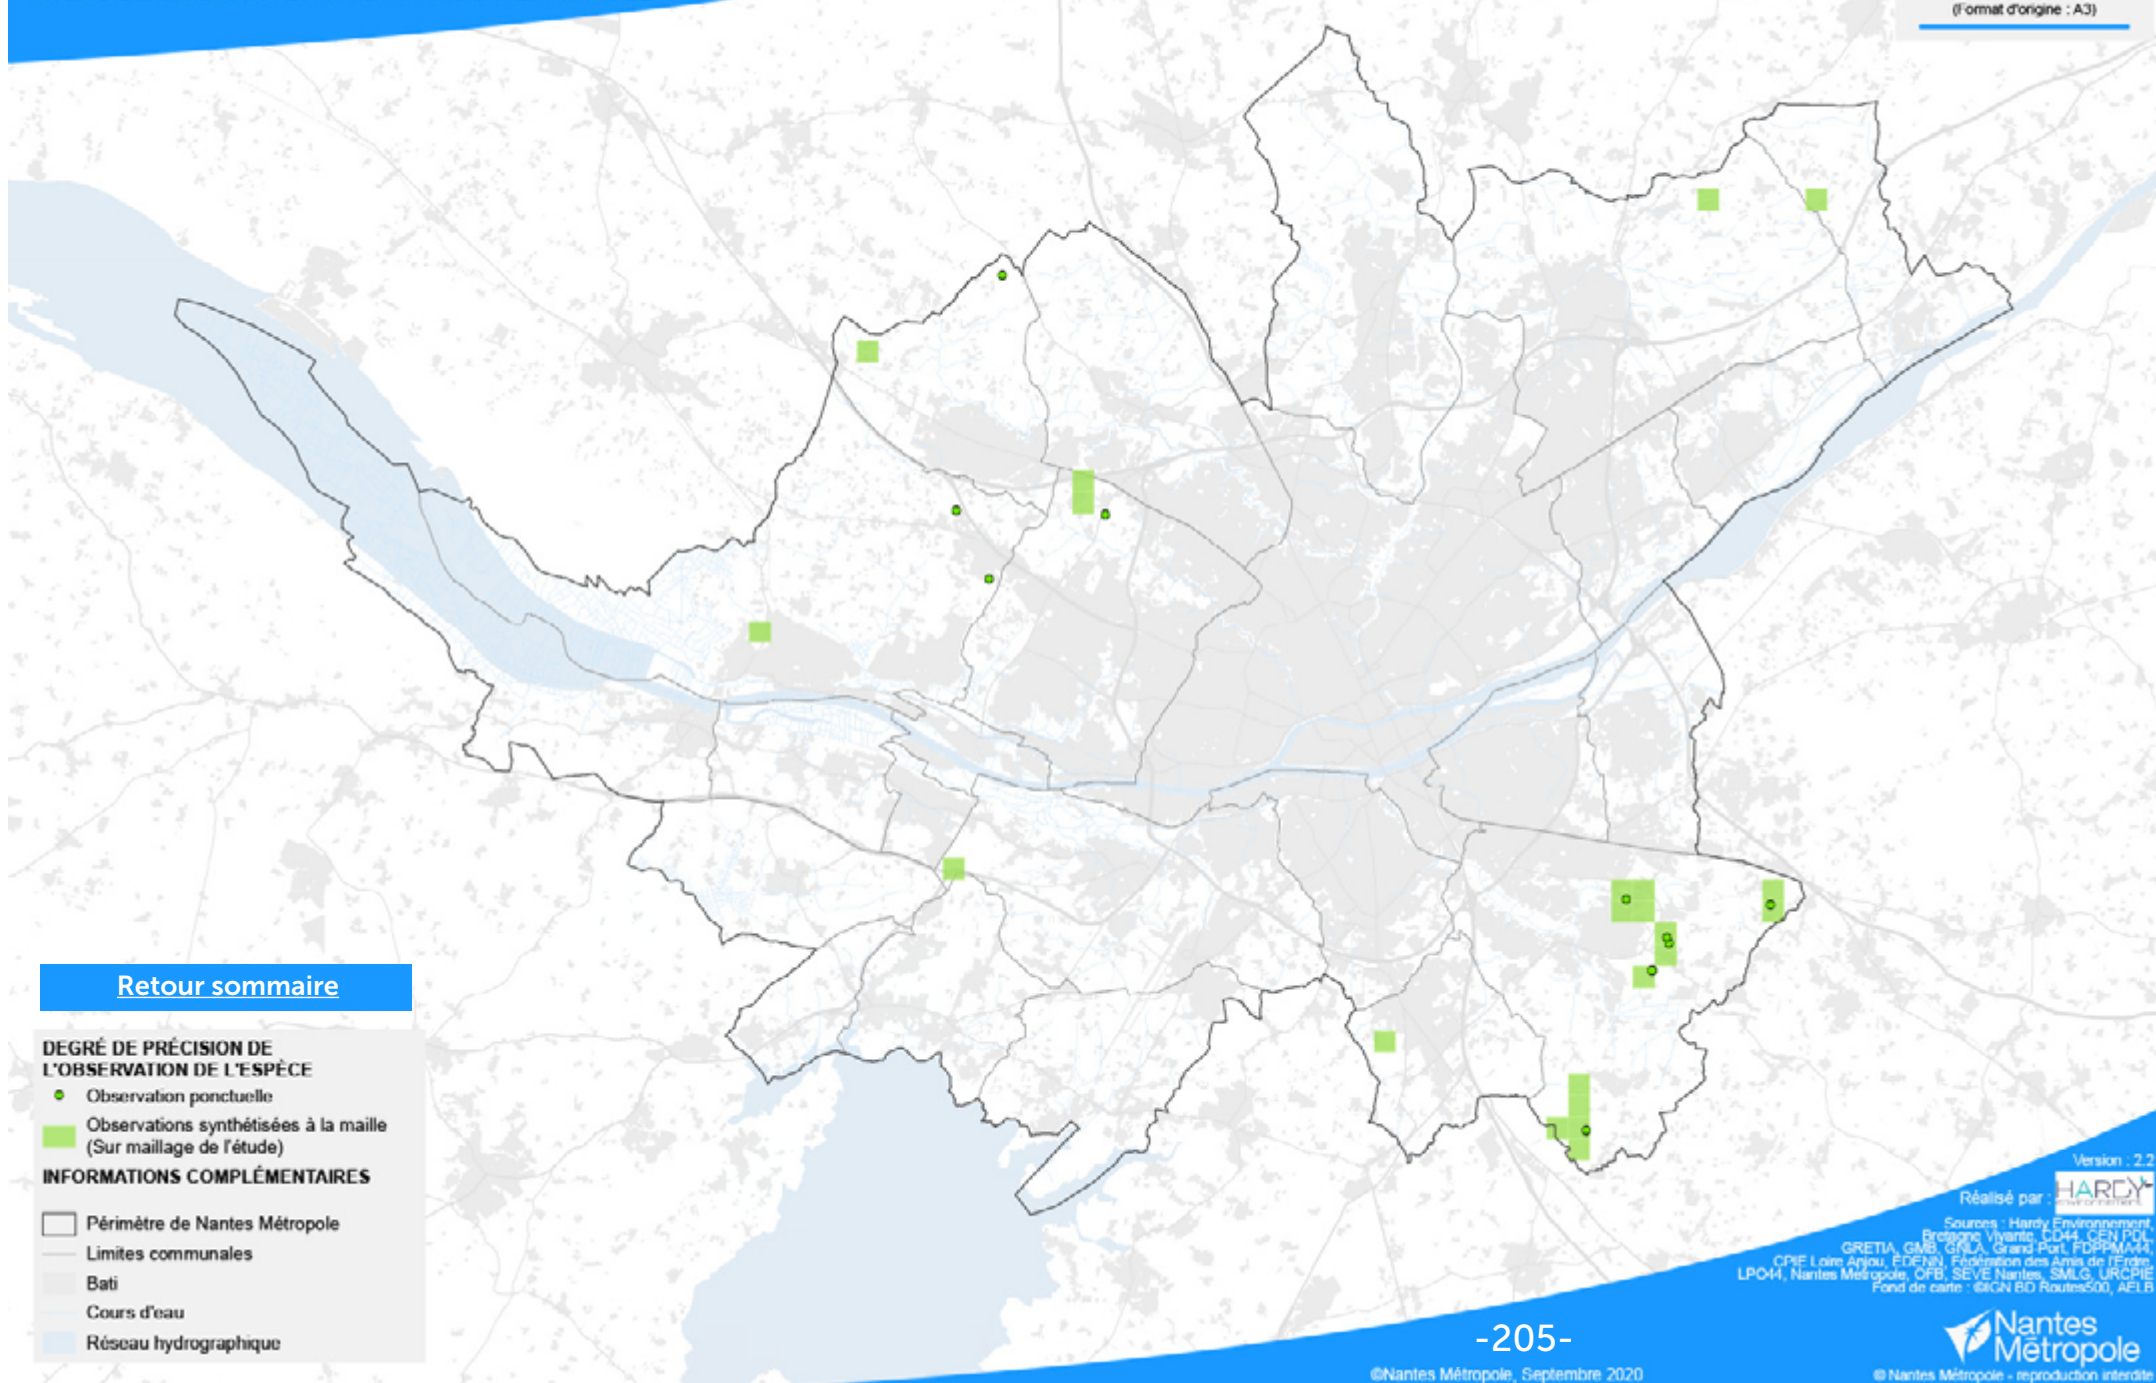 (Format d'origine : A3)
Retour sommaire
DEGRÉ DE PRÉCISION DE
L'OBSERVATION DE L'ESPÈCE
Observation ponctuelle
Observations synthétisées à la maille
(Sur maillage de l'étude)
INFORMATIONS COMPLÉMENTAIRES
Périmètre de Nantes Métropole
Limites communales
Bati
Cours d'eau
Réseau hydrographique
Version : 2.2
Réalisé par :
HARDY
ENVIRONNEMENT
Sources : Hardy Environnement,
Bretagne Vivante, CD44, CEN PDL,
GRETIA, GMB, GNLA, Grand Port, FDPPMA44,
CPIE Loire Anjou, EDENN, Fédération des Amis de l'Erdre,
LPO44, Nantes Métropole, OFB, SEVE Nantes, SMLG, URCPIE
Fond de carte : ©IGN BD Routes500, AELB
-205-
Nantes
Métropole
©Nantes Métropole, Septembre 2020
© Nantes Métropole - reproduction interdite